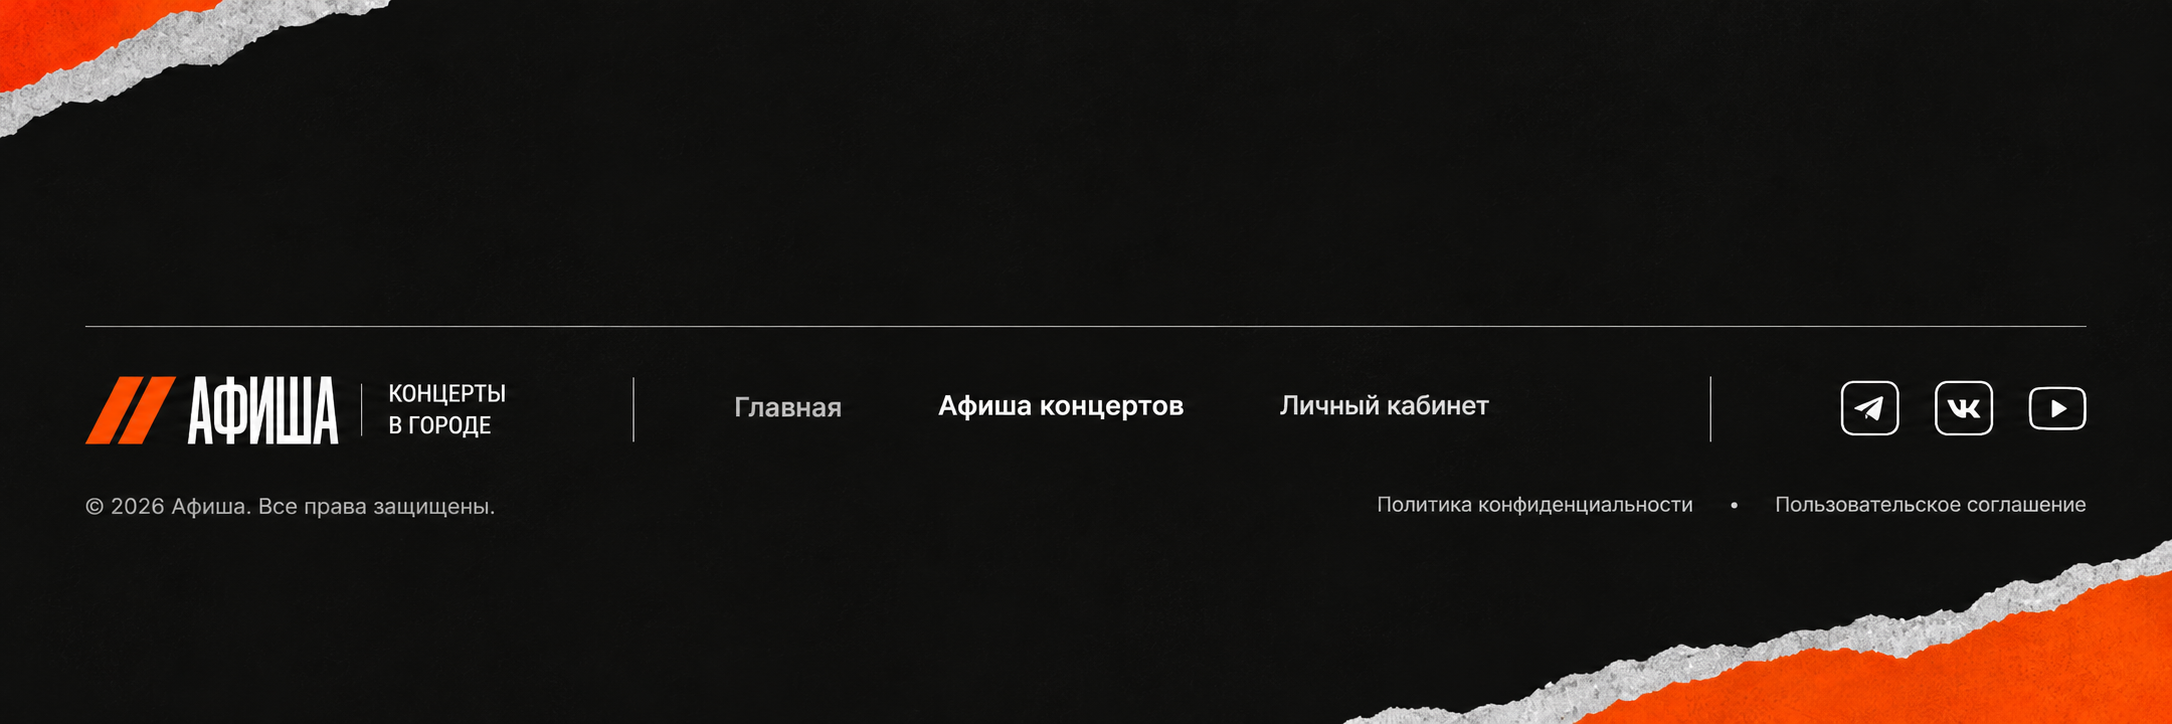 АФИША
КОНЦЕРТЫ
В ГОРОДЕ
Главная
Афиша концертов
Личный кабинет
© 2026 Афиша. Все права защищены.
Политика конфиденциальности • Пользовательское соглашение